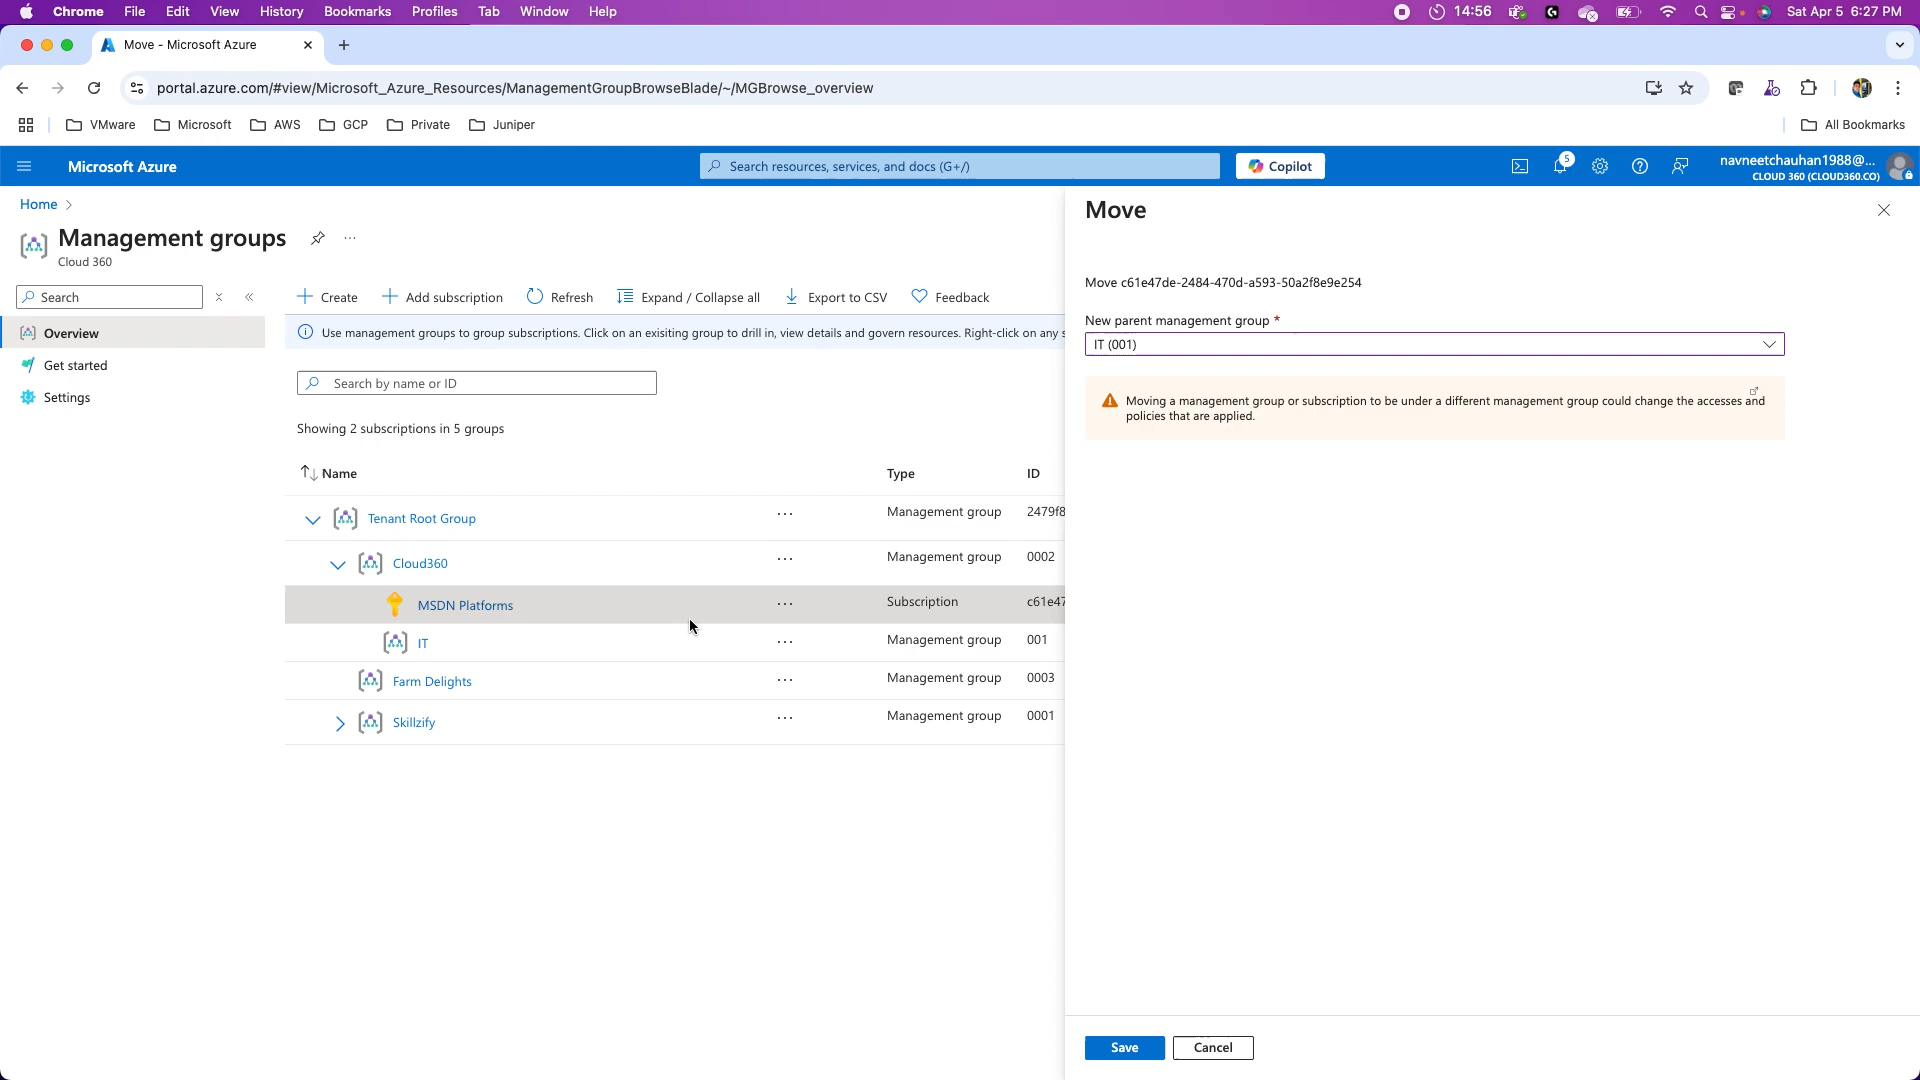 Chrome File Edit View History Bookmarks Profiles Tab Window Help 14:56 Sat Apr 5 6:27 PM
Move - Microsoft Azure
portal.azure.com/#view/Microsoft_Azure_Resources/ManagementGroupBrowseBlade/~/MGBrowse_overview
VMware Microsoft AWS GCP Private Juniper All Bookmarks
Microsoft Azure Search resources, services, and docs (G+/) Copilot 5 navneetchauhan1988@...
CLOUD 360 (CLOUD360.CO)
Home
Management groups ...
Cloud 360
Search
Overview
Get started
Settings
Create Add subscription Refresh Expand / Collapse all Export to CSV Feedback
Use management groups to group subscriptions. Click on an exisiting group to drill in, view details and govern resources. Right-click on any s
Search by name or ID
Showing 2 subscriptions in 5 groups
Name Type ID
Tenant Root Group ... Management group 2479f8
Cloud360 ... Management group 0002
MSDN Platforms ... Subscription c61e47
IT ... Management group 001
Farm Delights ... Management group 0003
Skillzify ... Management group 0001
Move
Move c61e47de-2484-470d-a593-50a2f8e9e254
New parent management group *
IT (001)
Moving a management group or subscription to be under a different management group could change the accesses and
policies that are applied.
Save Cancel